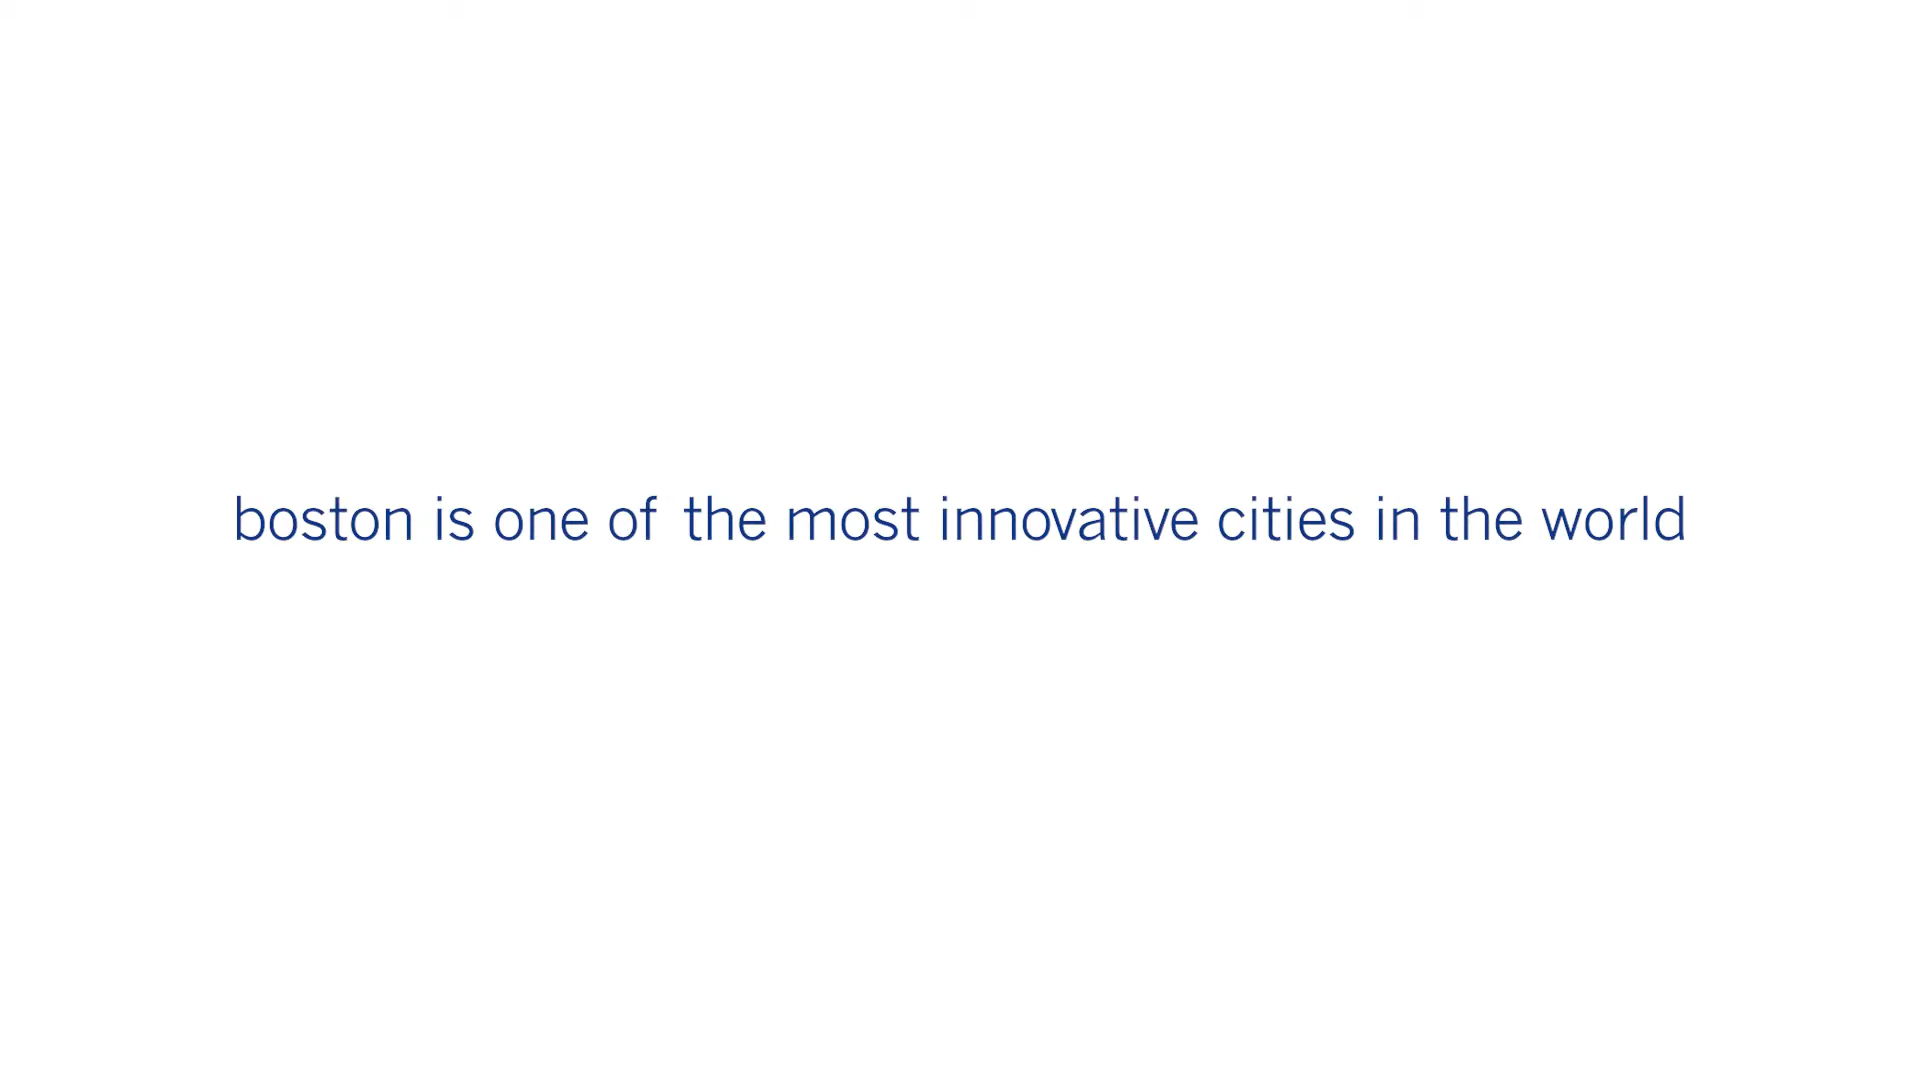 boston is one of the most innovative cities in the world